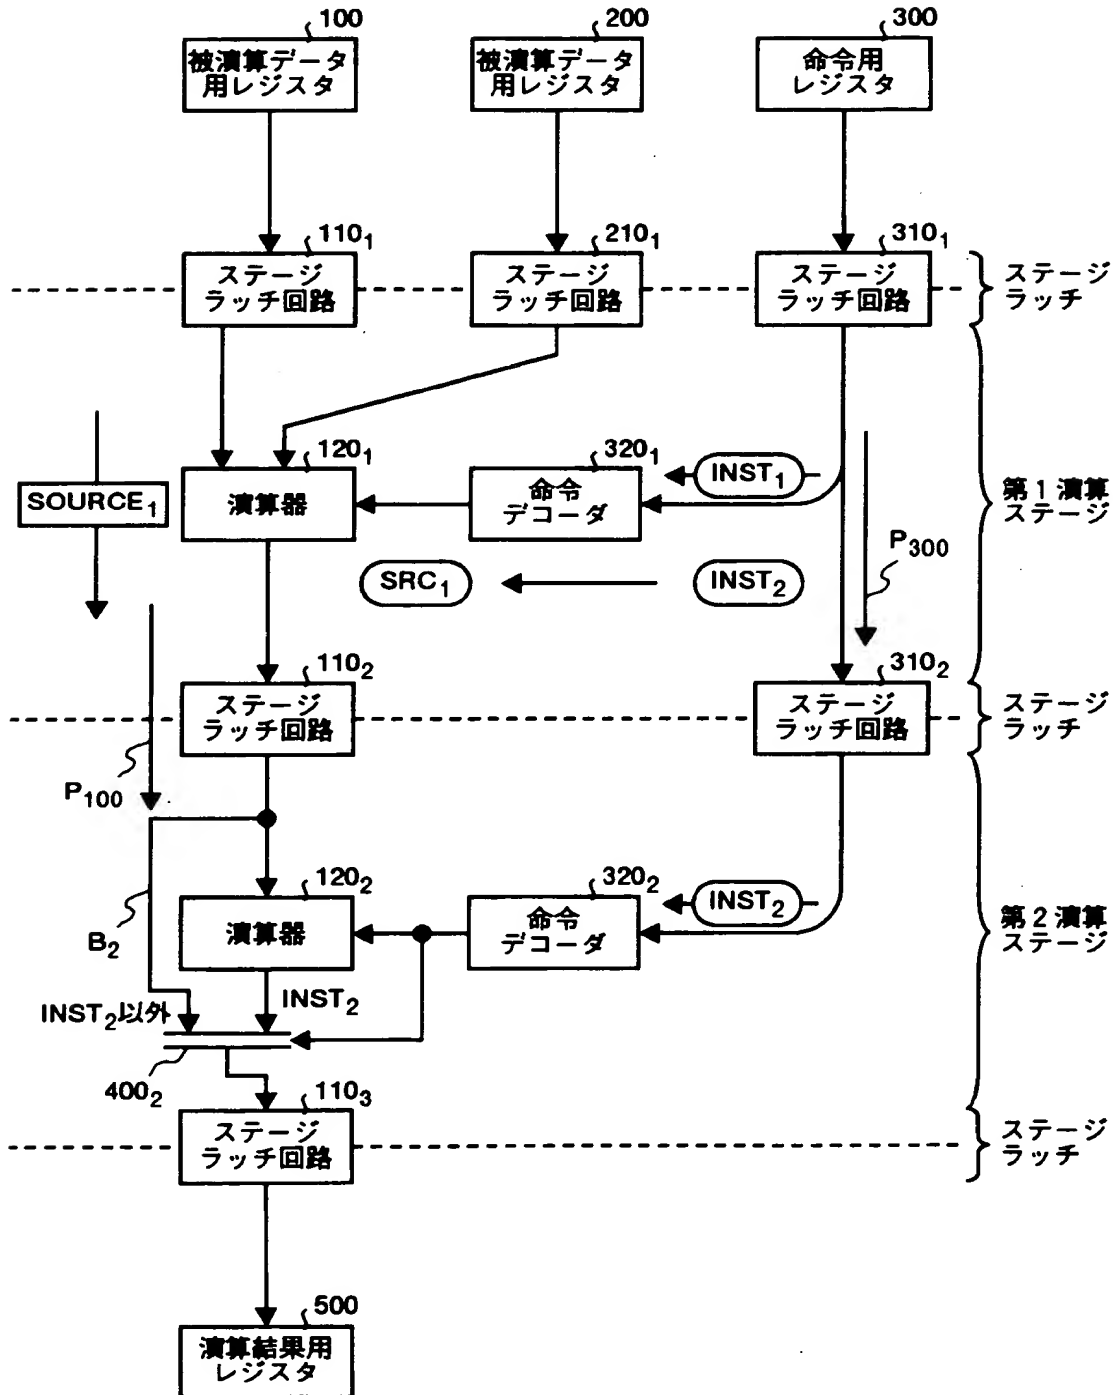 100
200
300
被演算データ
用レジスタ
被演算データ
用レジスタ
命令用
レジスタ
110₁
210₁
310₁
ステージ
ラッチ回路
ステージ
ラッチ回路
ステージ
ラッチ回路
ステージ
ラッチ
120₁
320₁
INST₁
SOURCE₁
演算器
命令
デコーダ
第1演算
ステージ
P₃₀₀
SRC₁
INST₂
110₂
310₂
ステージ
ラッチ回路
ステージ
ラッチ回路
ステージ
ラッチ
P₁₀₀
120₂
320₂
INST₂
B₂
演算器
命令
デコーダ
第2演算
ステージ
INST₂以外
INST₂
400₂
110₃
ステージ
ラッチ回路
ステージ
ラッチ
500
演算結果用
レジスタ